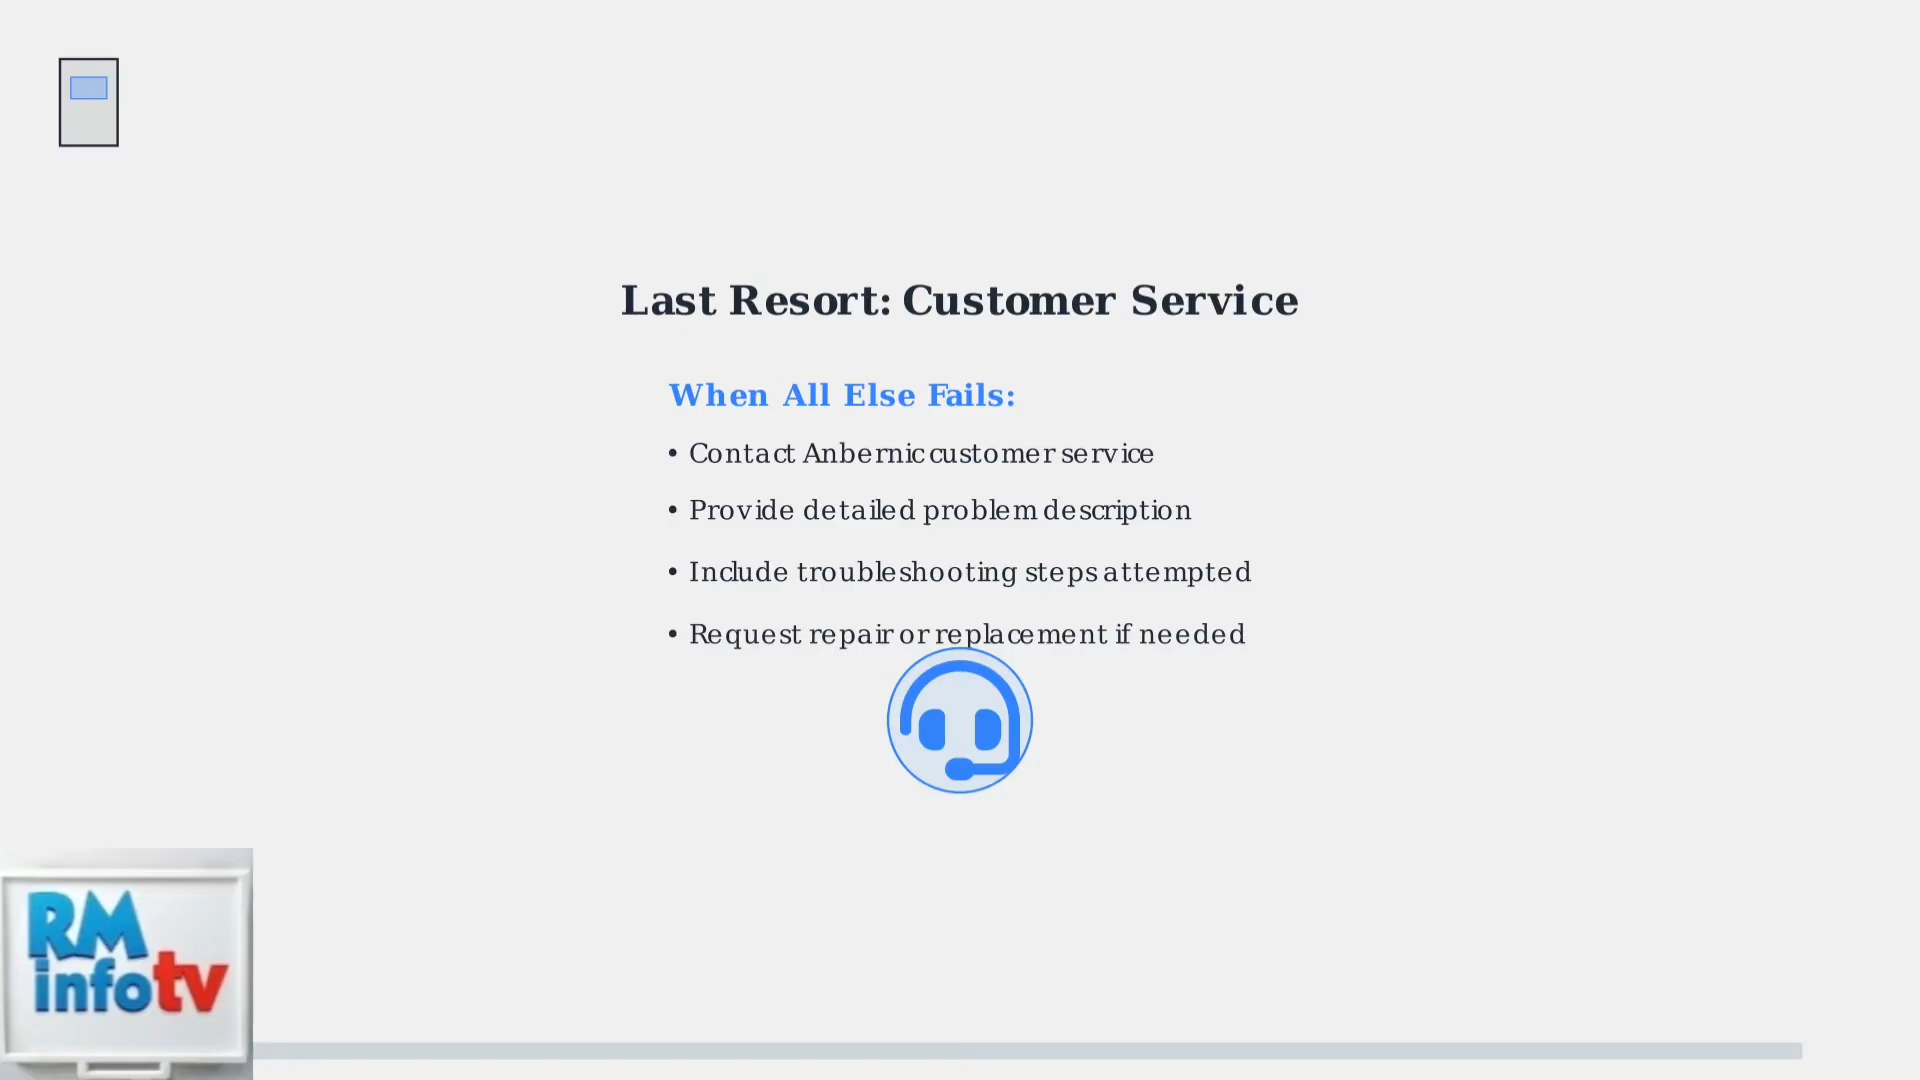 Last Resort: Customer Service
When All Else Fails:
• Contact Anbernic customer service
• Provide detailed problem description
• Include troubleshooting steps attempted
• Request repair or replacement if needed
RM
infotv